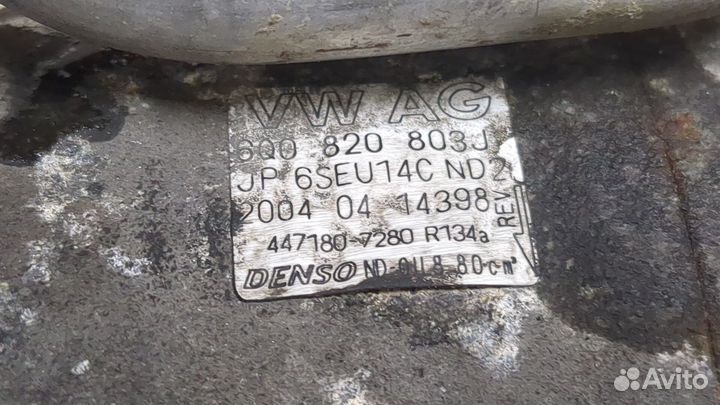 VW AG
6Q0 820 803J
JP 6SEU14C ND2
2004 04 14398
REV
447180-7280 R134a
DENSO ND-OIL8 80cm³
Avito